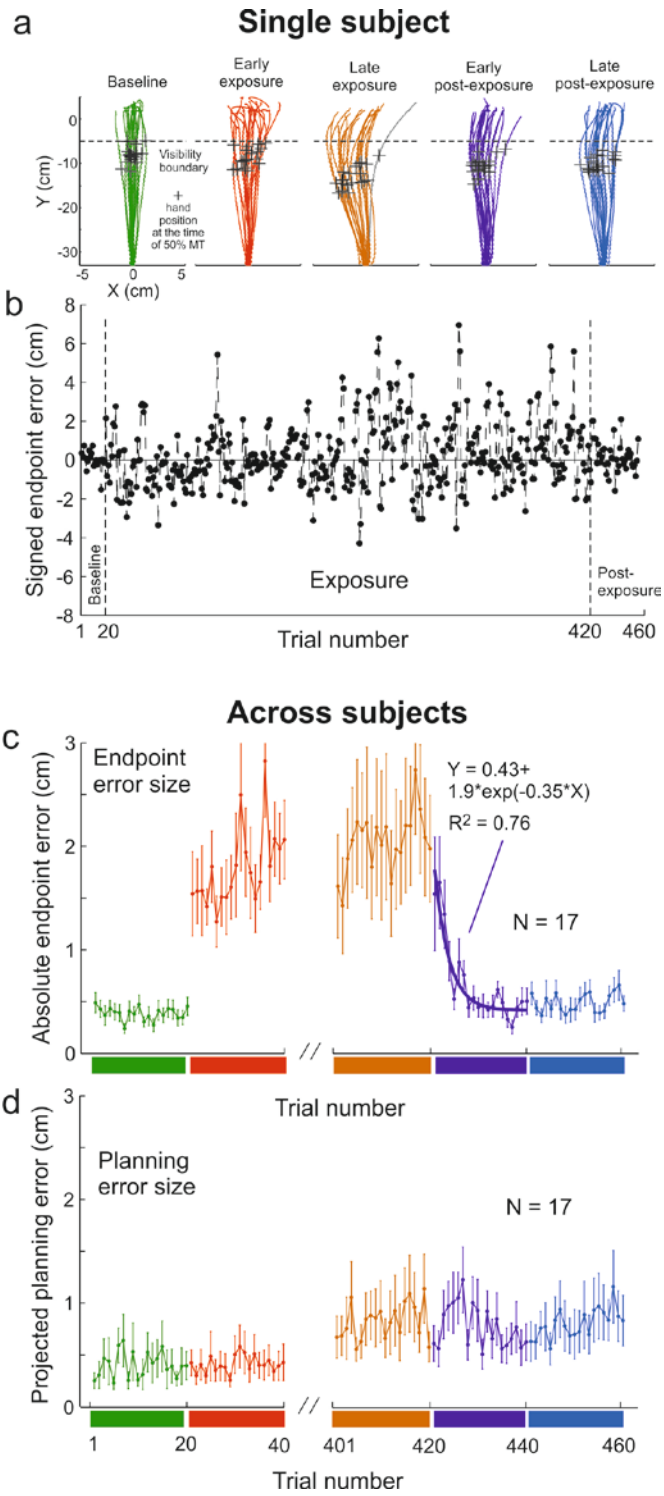 a
Single subject
Baseline
Early
exposure
Late
exposure
Early
post-exposure
Late
post-exposure
Y (cm)
0
-10
-20
-30
Visibility
boundary
+
hand
position
at the time
of 50% MT
-5
0
5
X (cm)
b
Signed endpoint error (cm)
8
6
4
2
0
-2
-4
-6
-8
Baseline
Exposure
Post-
exposure
1
20
420
460
Trial number
Across subjects
c
Absolute endpoint error (cm)
3
2
1
0
Endpoint
error size
Y = 0.43+
1.9*exp(-0.35*X)
R² = 0.76
N = 17
//
Trial number
d
Projected planning error (cm)
3
2
1
0
Planning
error size
N = 17
//
1
20
40
401
420
440
460
Trial number